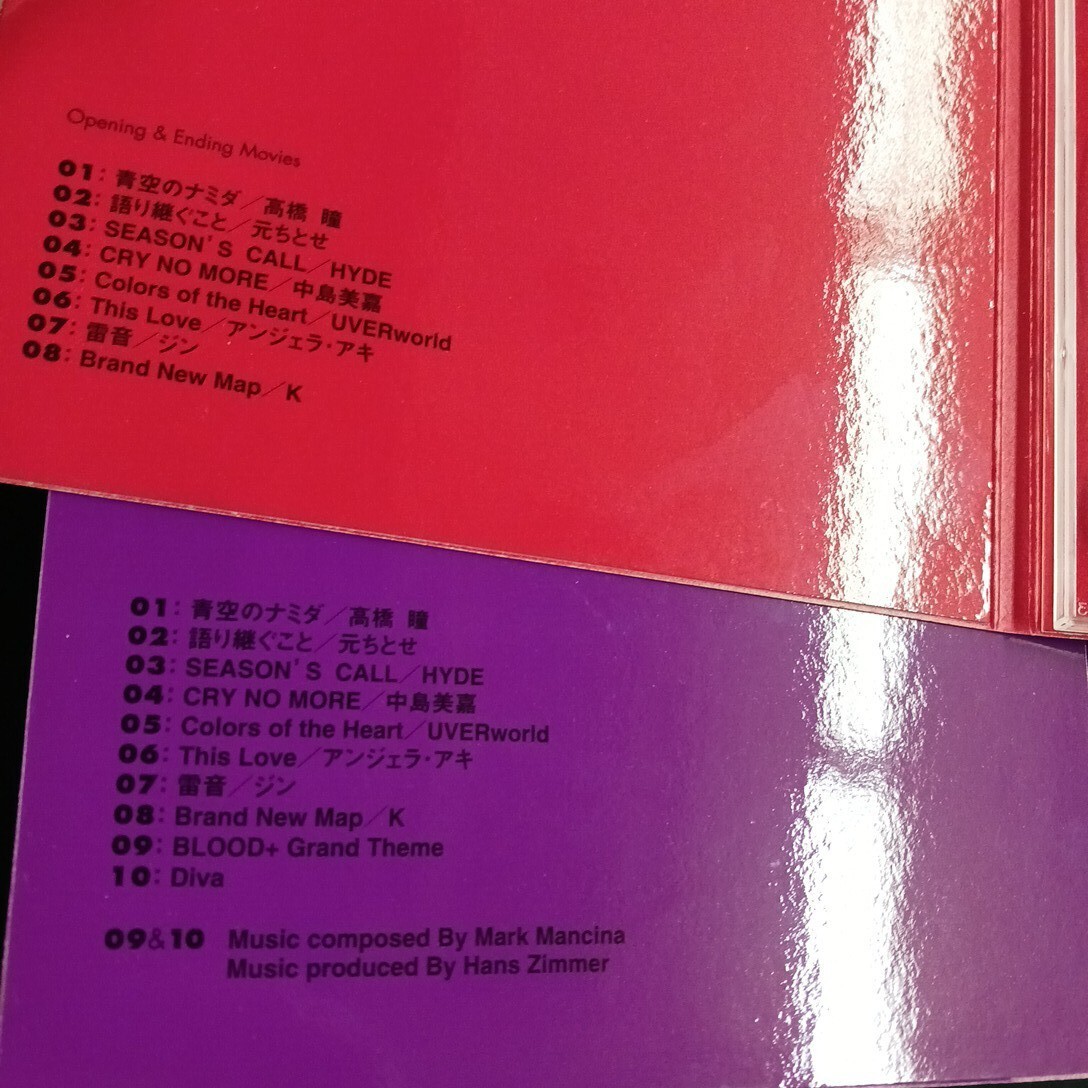 Opening & Ending Movies
01: 青空のナミダ／高橋 瞳
02: 語り継ぐこと／元ちとせ
03: SEASON'S CALL／HYDE
04: CRY NO MORE／中島美嘉
05: Colors of the Heart／UVERworld
06: This Love／アンジェラ・アキ
07: 雷音／ジン
08: Brand New Map／K
01: 青空のナミダ／高橋 瞳
02: 語り継ぐこと／元ちとせ
03: SEASON'S CALL／HYDE
04: CRY NO MORE／中島美嘉
05: Colors of the Heart／UVERworld
06: This Love／アンジェラ・アキ
07: 雷音／ジン
08: Brand New Map／K
09: BLOOD+ Grand Theme
10: Diva
09&10 Music composed By Mark Mancina
Music produced By Hans Zimmer